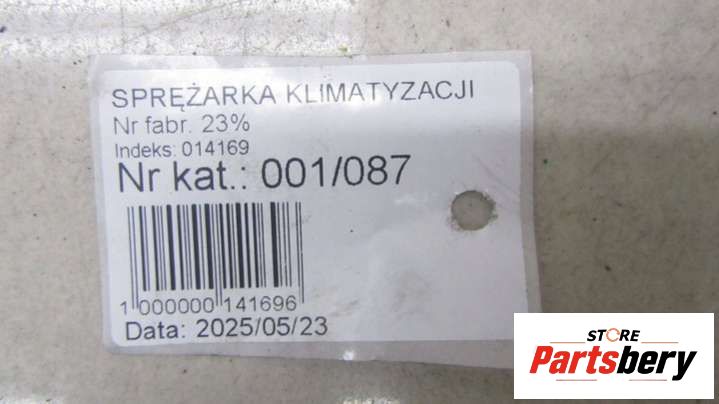 SPRĘŻARKA KLIMATYZACJI
Nr fabr. 23%
Indeks: 014169
Nr kat.: 001/087
1 000000 141696
Data: 2025/05/23
STORE
Partsbery